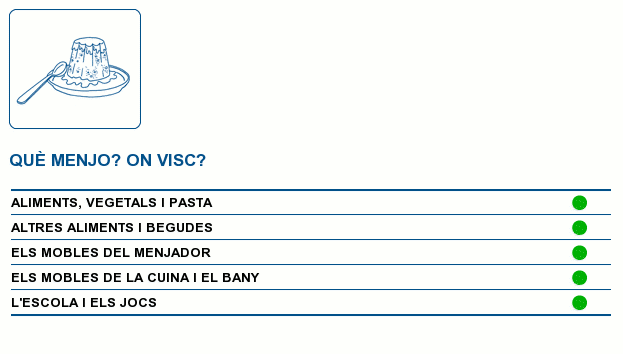 QUÈ MENJO? ON VISC?
ALIMENTS, VEGETALS I PASTA
ALTRES ALIMENTS I BEGUDES
ELS MOBLES DEL MENJADOR
ELS MOBLES DE LA CUINA I EL BANY
L'ESCOLA I ELS JOCS